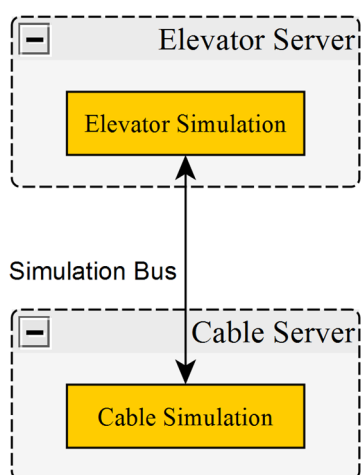 Elevator Server
Elevator Simulation
Simulation Bus
Cable Server
Cable Simulation